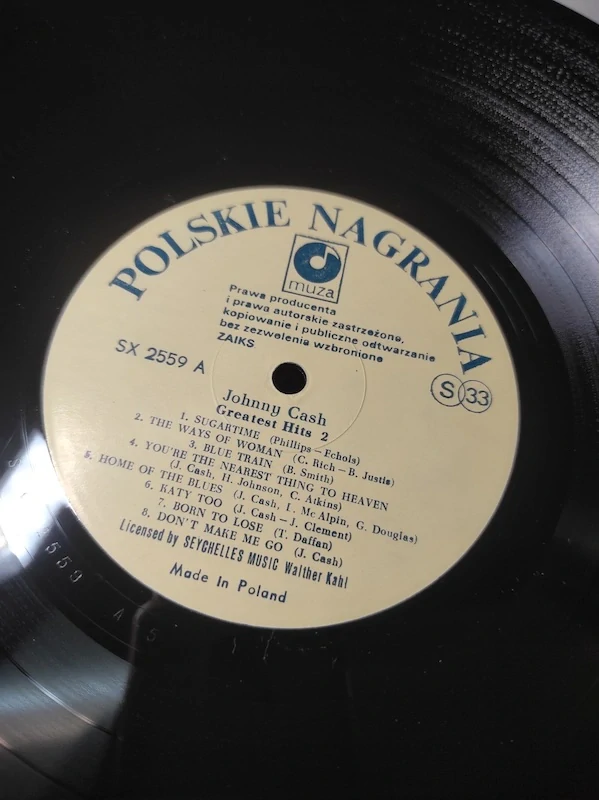 POLSKIE NAGRANIA
muza
Prawa producenta
i prawa autorskie zastrzeżone,
kopiowanie i publiczne odtwarzanie
bez zezwolenia wzbronione
ZAIKS
SX 2559 A
S 33
Johnny Cash
Greatest Hits 2
1. SUGARTIME (Phillips – Echols)
2. THE WAYS OF WOMAN (C. Rich – B. Justis)
3. BLUE TRAIN (B. Smith)
4. YOU'RE THE NEAREST THING TO HEAVEN
(J. Cash, H. Johnson, C. Atkins)
5. HOME OF THE BLUES (J. Cash, L. Mc Alpin, G. Douglas)
6. KATY TOO (J. Cash – J. Clement)
7. BORN TO LOSE (T. Daffan)
8. DON'T MAKE ME GO (J. Cash)
Licensed by SEYCHELLES MUSIC Walther Kahl
Made in Poland